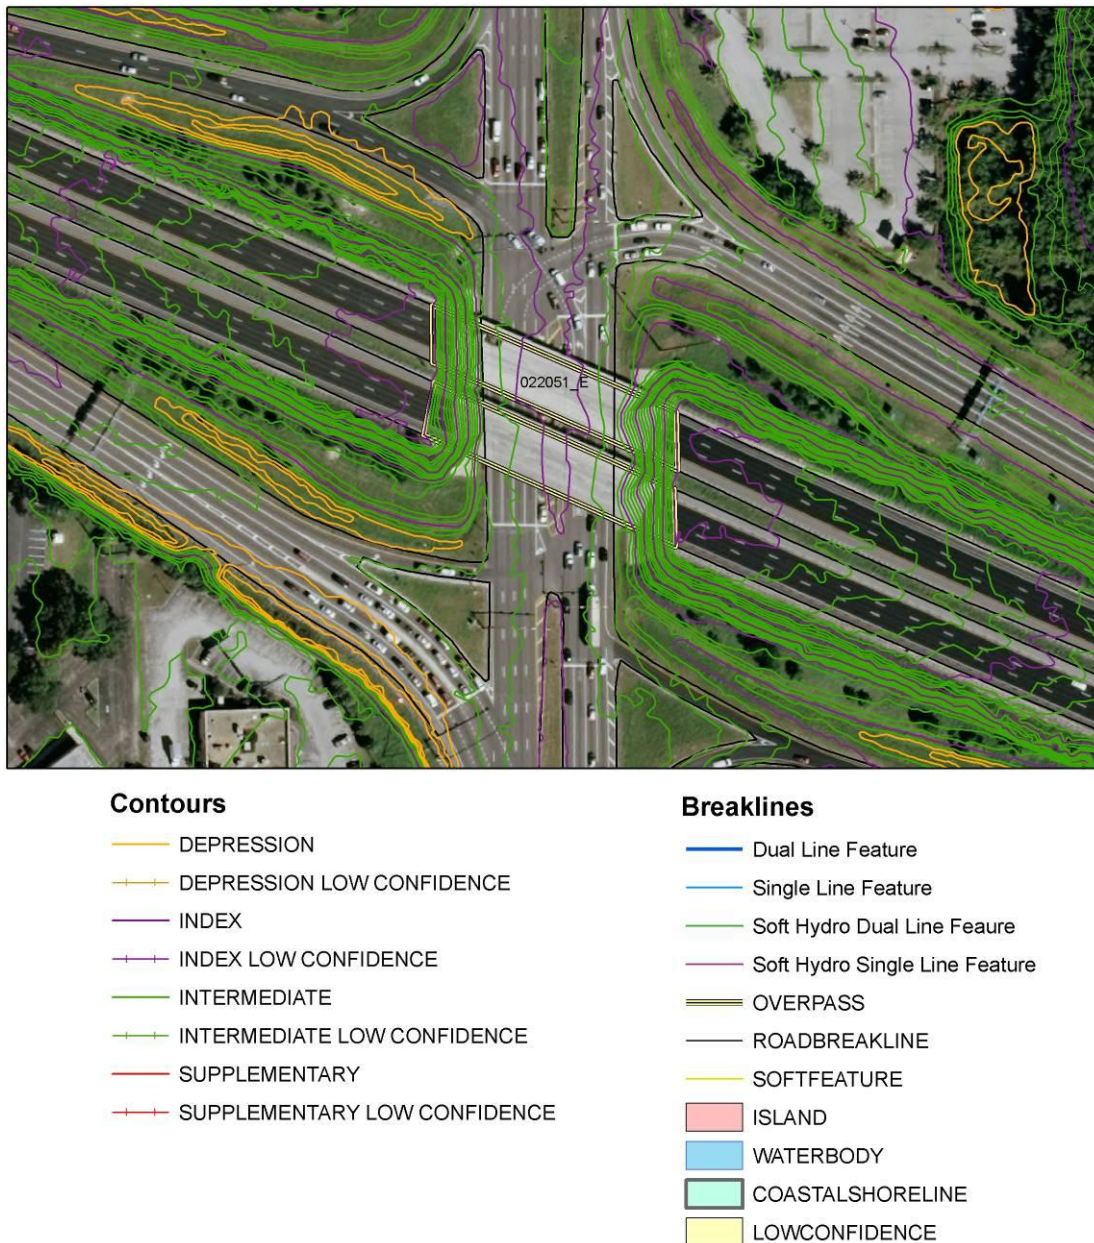 022051_E
Contours
DEPRESSION
DEPRESSION LOW CONFIDENCE
INDEX
INDEX LOW CONFIDENCE
INTERMEDIATE
INTERMEDIATE LOW CONFIDENCE
SUPPLEMENTARY
SUPPLEMENTARY LOW CONFIDENCE
Breaklines
Dual Line Feature
Single Line Feature
Soft Hydro Dual Line Feaure
Soft Hydro Single Line Feature
OVERPASS
ROADBREAKLINE
SOFTFEATURE
ISLAND
WATERBODY
COASTALSHORELINE
LOWCONFIDENCE